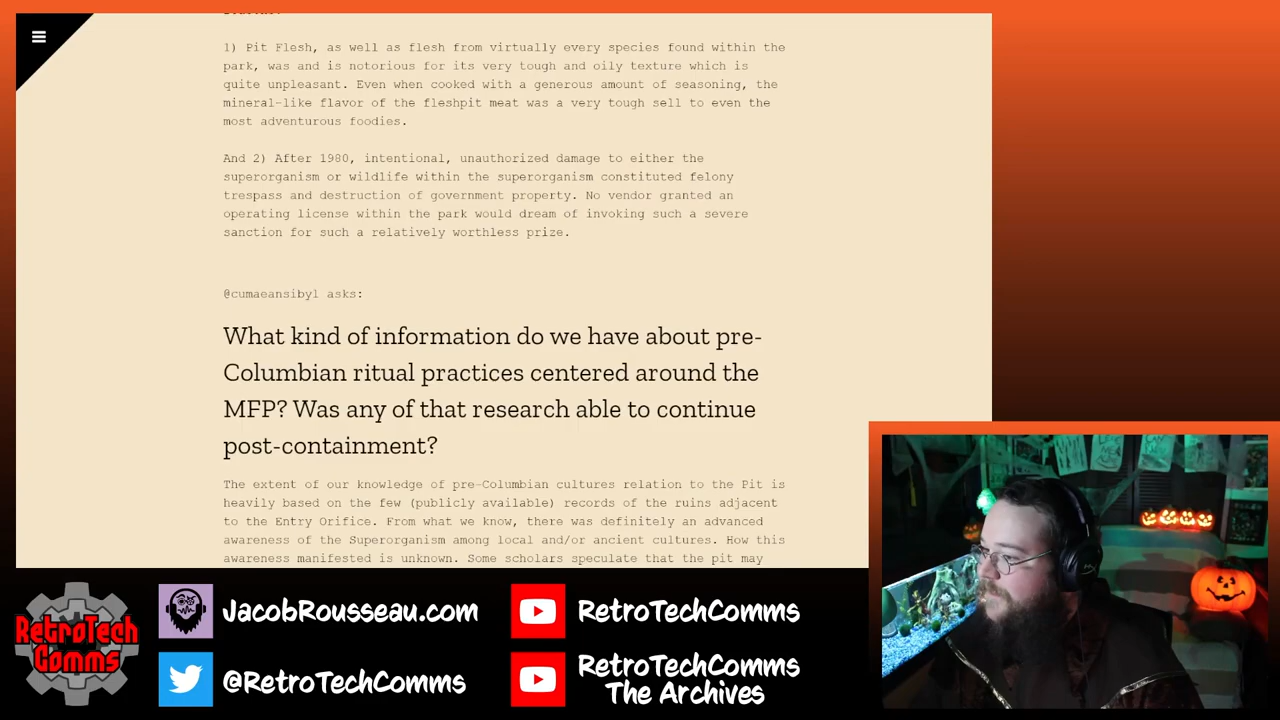 1) Pit Flesh, as well as flesh from virtually every species found within the
park, was and is notorious for its very tough and oily texture which is
quite unpleasant. Even when cooked with a generous amount of seasoning, the
mineral-like flavor of the fleshpit meat was a very tough sell to even the
most adventurous foodies.
And 2) After 1980, intentional, unauthorized damage to either the
superorganism or wildlife within the superorganism constituted felony
trespass and destruction of government property. No vendor granted an
operating license within the park would dream of invoking such a severe
sanction for such a relatively worthless prize.
@cumaeansibyl asks:
What kind of information do we have about pre-
Columbian ritual practices centered around the
MFP? Was any of that research able to continue
post-containment?
The extent of our knowledge of pre-Columbian cultures relation to the Pit is
heavily based on the few (publicly available) records of the ruins adjacent
to the Entry Orifice. From what we know, there was definitely an advanced
awareness of the Superorganism among local and/or ancient cultures. How this
awareness manifested is unknown. Some scholars speculate that the pit may
RetroTech
Comms
JacobRousseau.com
@RetroTechComms
RetroTechComms
RetroTechComms
The Archives